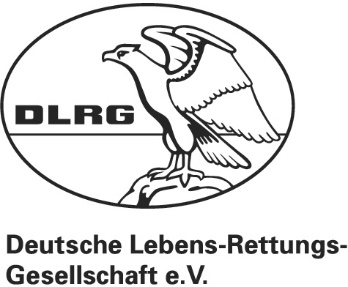 DLRG
Deutsche Lebens-Rettungs-
Gesellschaft e.V.